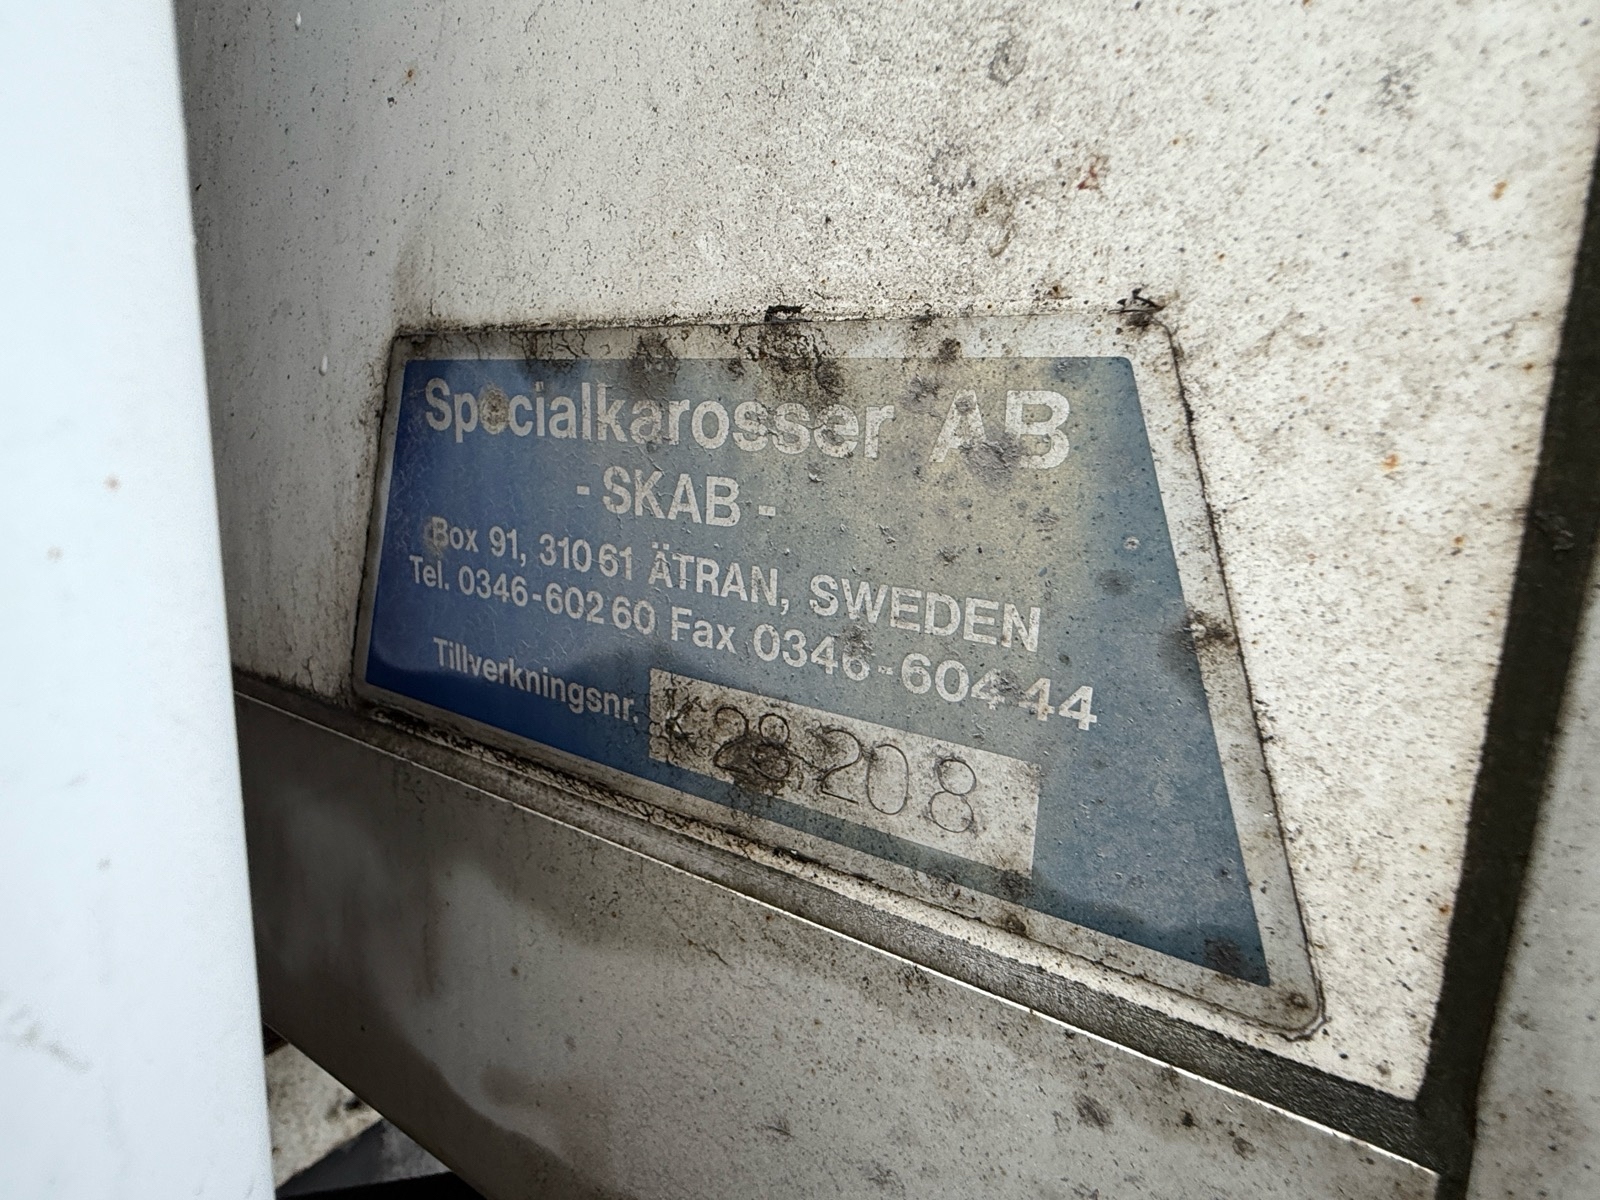 Specialkarosser AB
- SKAB -
Box 91, 310 61 ÄTRAN, SWEDEN
Tel. 0346-602 60 Fax 0346-604 44
Tillverkningsnr. K 28208